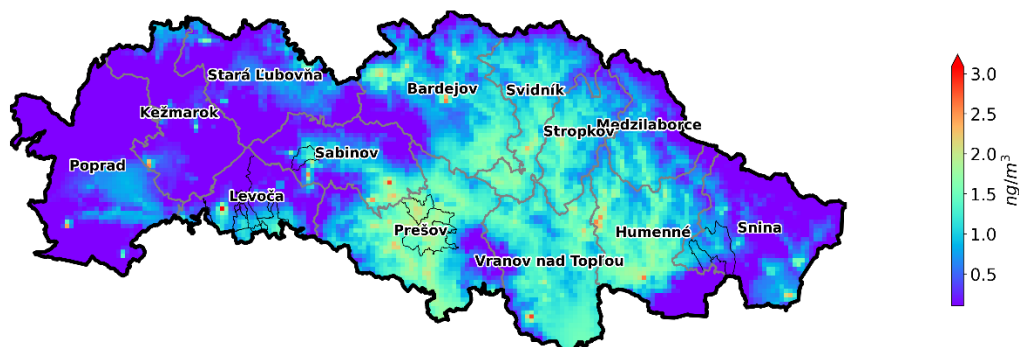 Stará Ľubovňa
Bardejov
Svidník
Kežmarok
Stropkov
Medzilaborce
Sabinov
Poprad
Levoča
Prešov
Humenné
Snina
Vranov nad Topľou
3.0
2.5
2.0
1.5
1.0
0.5
ng/m³